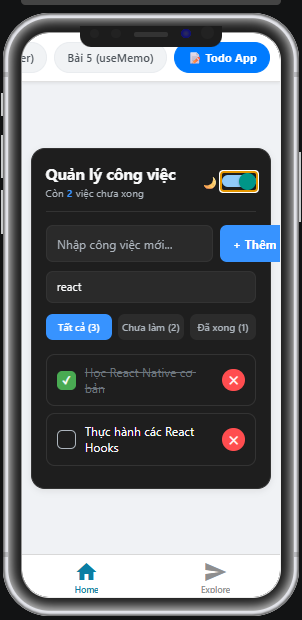 er)
Bài 5 (useMemo)
📝 Todo App
Quản lý công việc
Còn 2 việc chưa xong
Nhập công việc mới...
+ Thêm
react
Tất cả (3)
Chưa làm (2)
Đã xong (1)
Học React Native cơ
bản
Thực hành các React
Hooks
Home
Explore